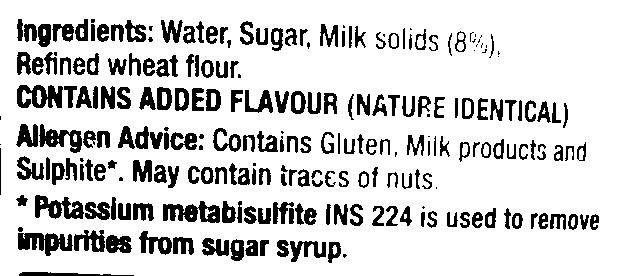 Ingredients: Water, Sugar, Milk solids (8%),
Refined wheat flour.
CONTAINS ADDED FLAVOUR (NATURE IDENTICAL)
Allergen Advice: Contains Gluten, Milk products and
Sulphite*. May contain traces of nuts.
* Potassium metabisulfite INS 224 is used to remove
impurities from sugar syrup.